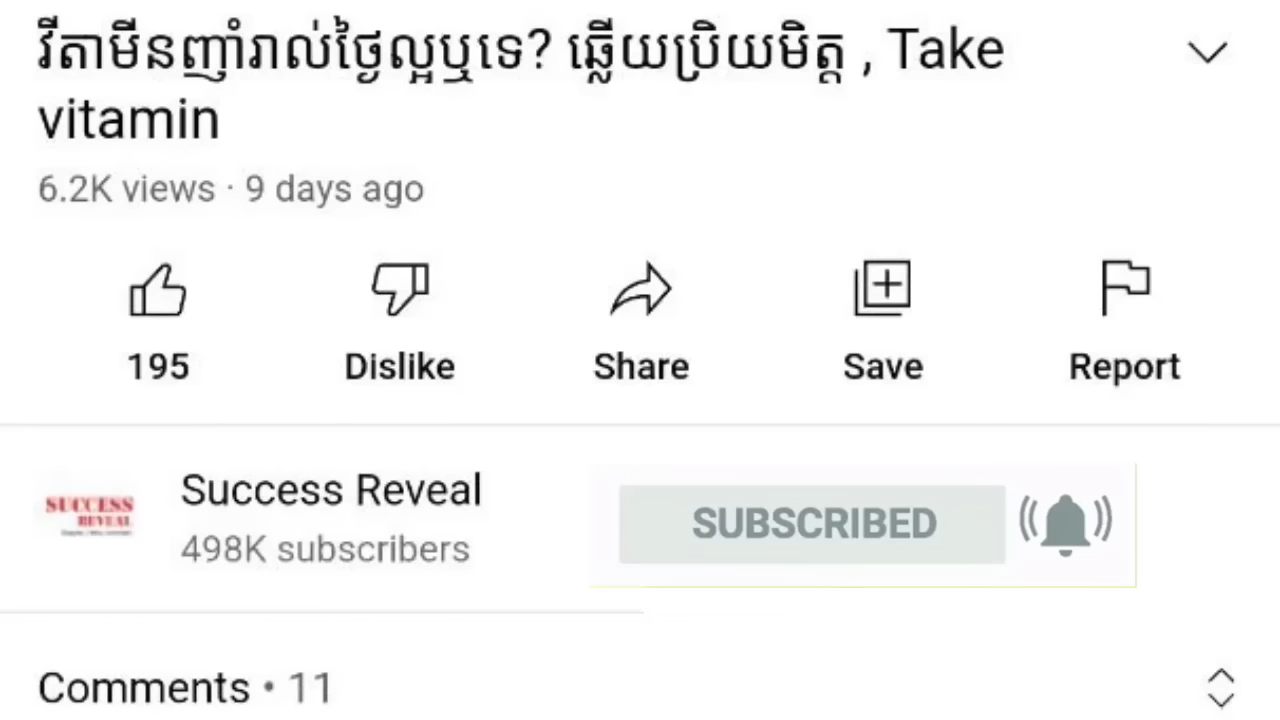 វីតាមីនញ៉ាំរាល់ថ្ងៃល្អឬទេ? ឆ្លើយប្រិយមិត្ត , Take
vitamin
6.2K views · 9 days ago
195 Dislike Share Save Report
SUCCESS
REVEAL
Success Reveal
498K subscribers
SUBSCRIBED
Comments • 11